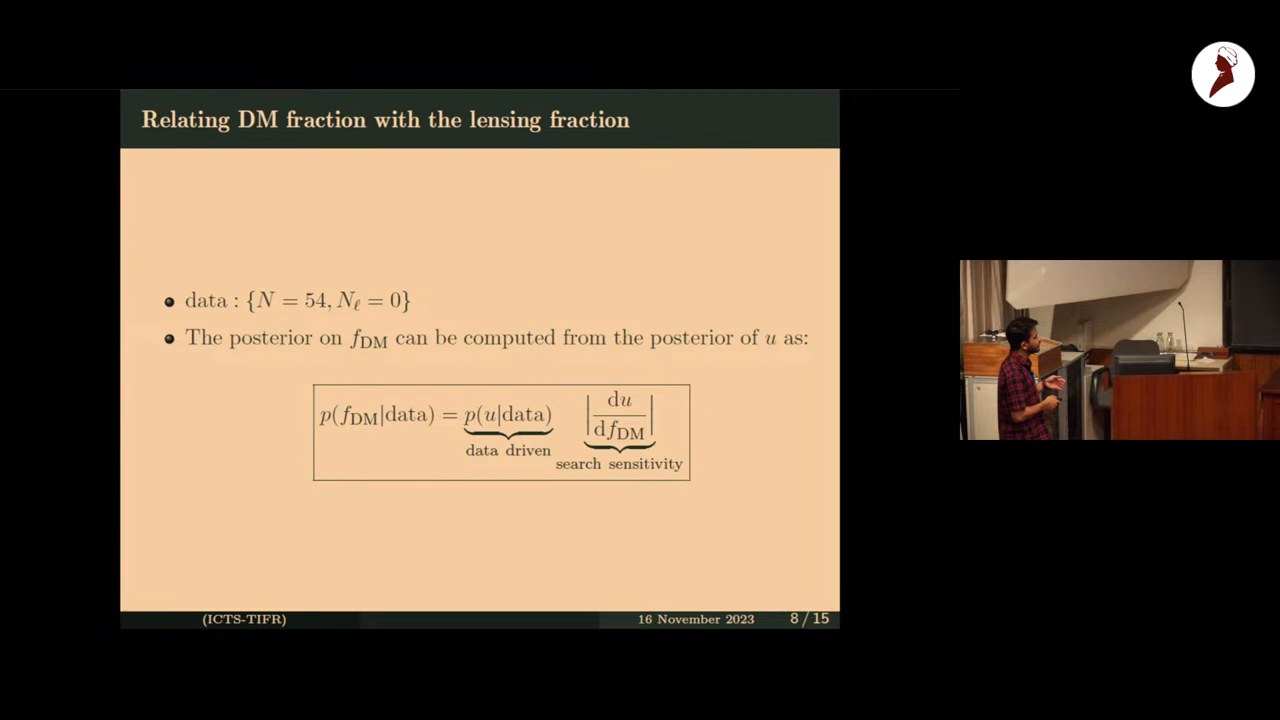 Relating DM fraction with the lensing fraction
data : {N = 54, N_ℓ = 0}
The posterior on f_DM can be computed from the posterior of u as:
p(f_DM|data) = p(u|data) |du/df_DM|
data driven
search sensitivity
(ICTS-TIFR) 16 November 2023 8 / 15